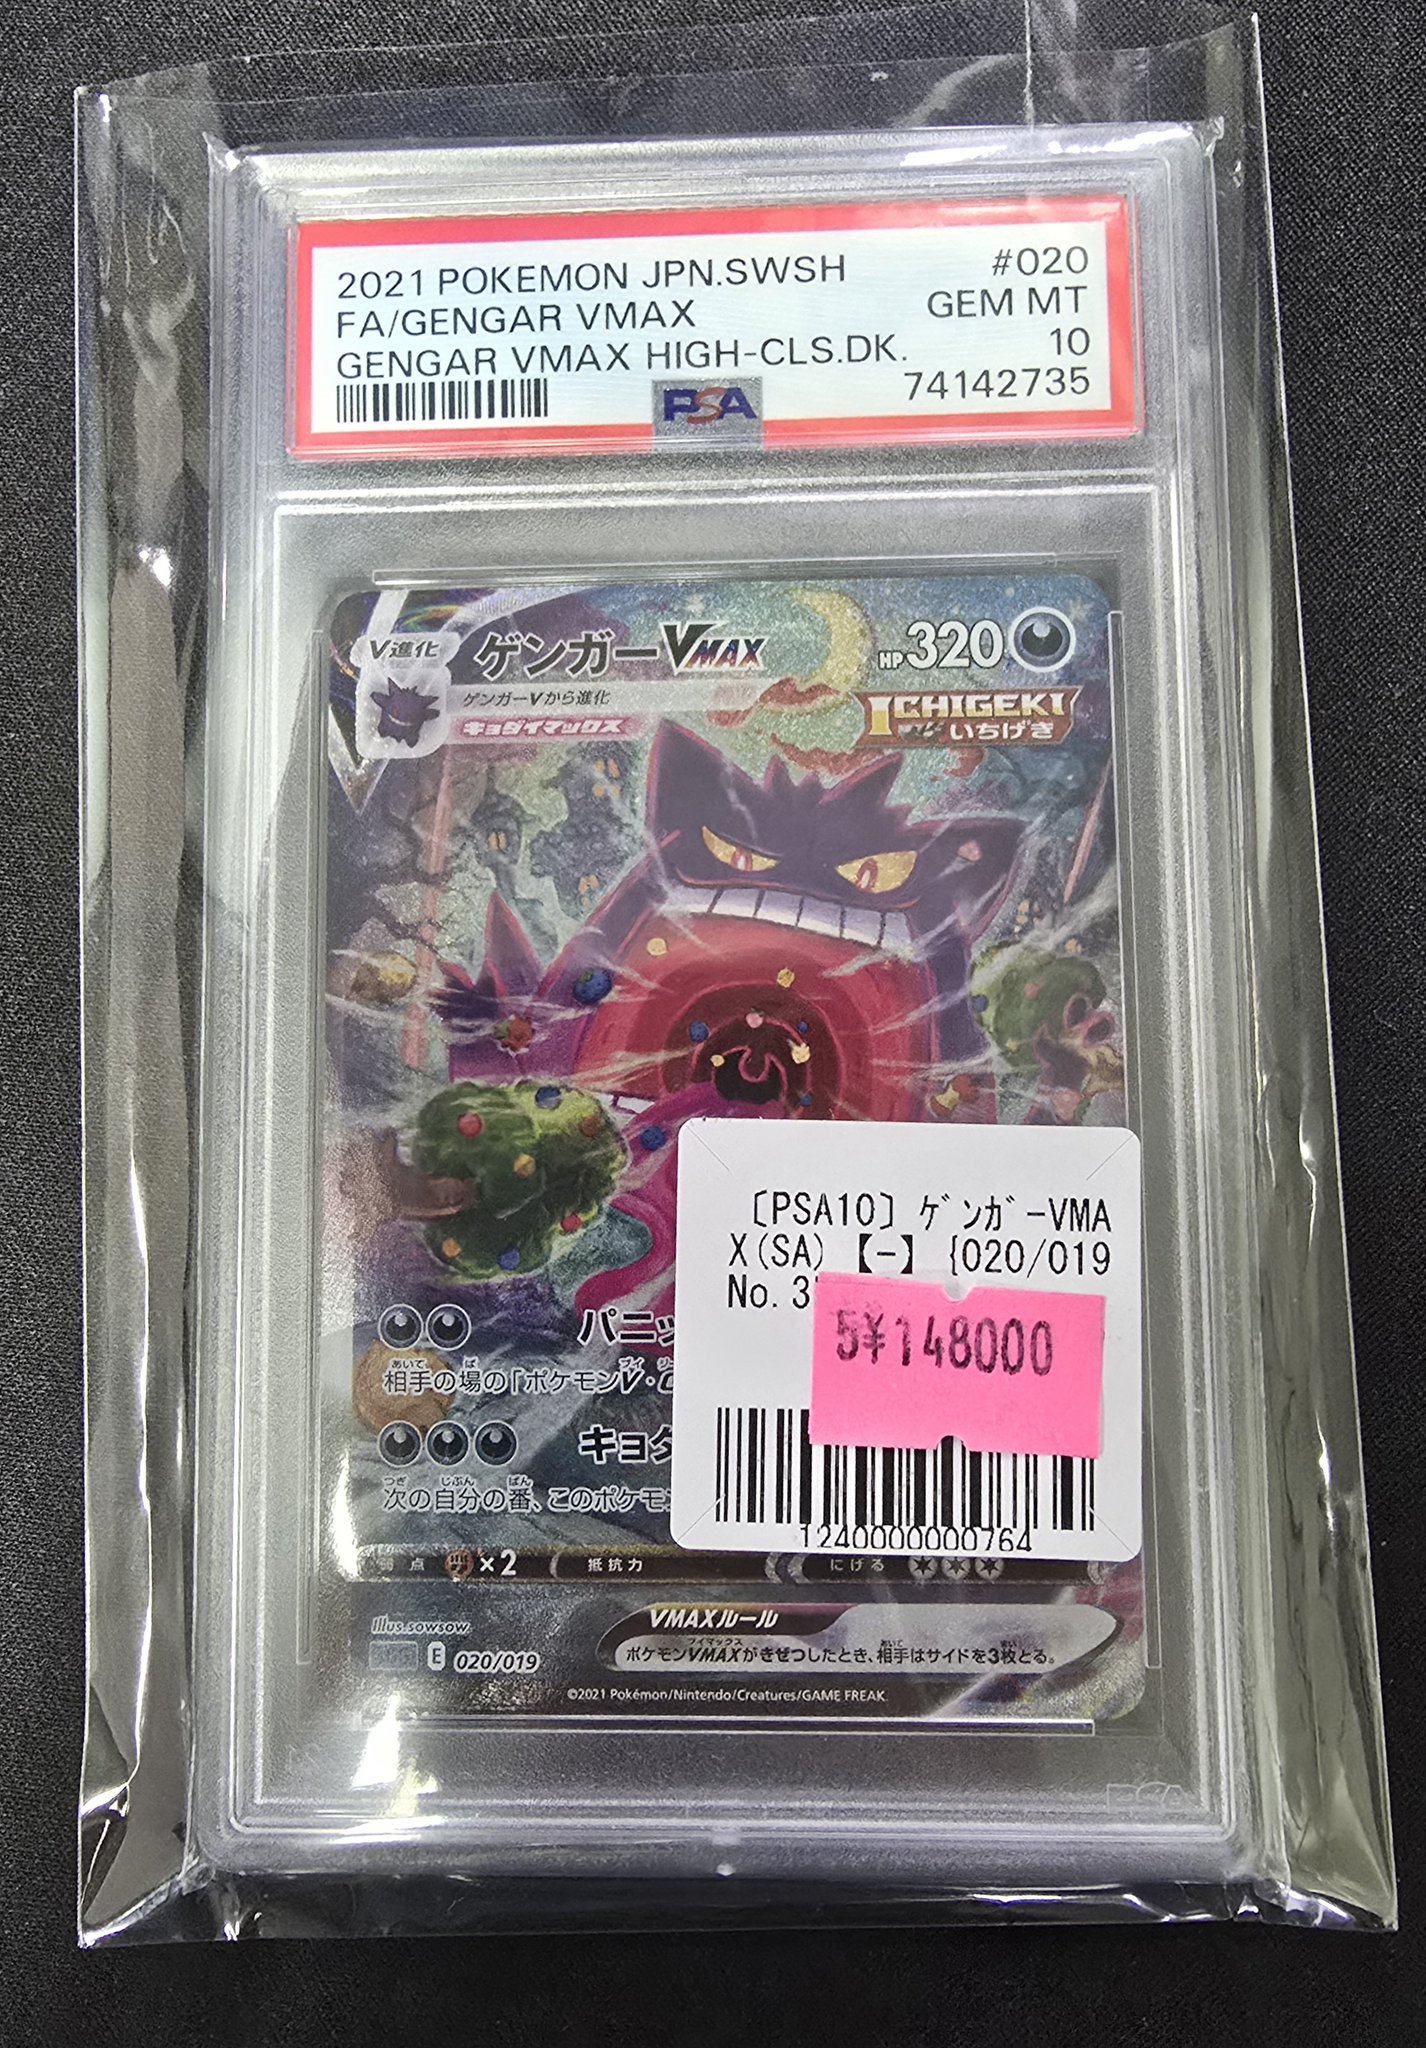 2021 POKEMON JPN.SWSH #020
FA/GENGAR VMAX GEM MT
GENGAR VMAX HIGH-CLS.DK. 10
PSA 74142735
V進化
ゲンガーVMAX
HP320
ゲンガーVから進化
キョダイマックス
ICHIGEKI
いちげき
〔PSA10〕ｹﾞﾝｶﾞｰVMA
X(SA)【-】{020/019
No.3
5¥148000
1240000000764
パニッ
相手の場の「ポケモンV・
キョダ
次の自分の番、このポケモ
弱点 ×2 抵抗力 にげる
Illus.sowsow
E 020/019
VMAXルール
ポケモンVMAXがきぜつしたとき、相手はサイドを3枚とる。
©2021 Pokémon/Nintendo/Creatures/GAME FREAK.
PSA